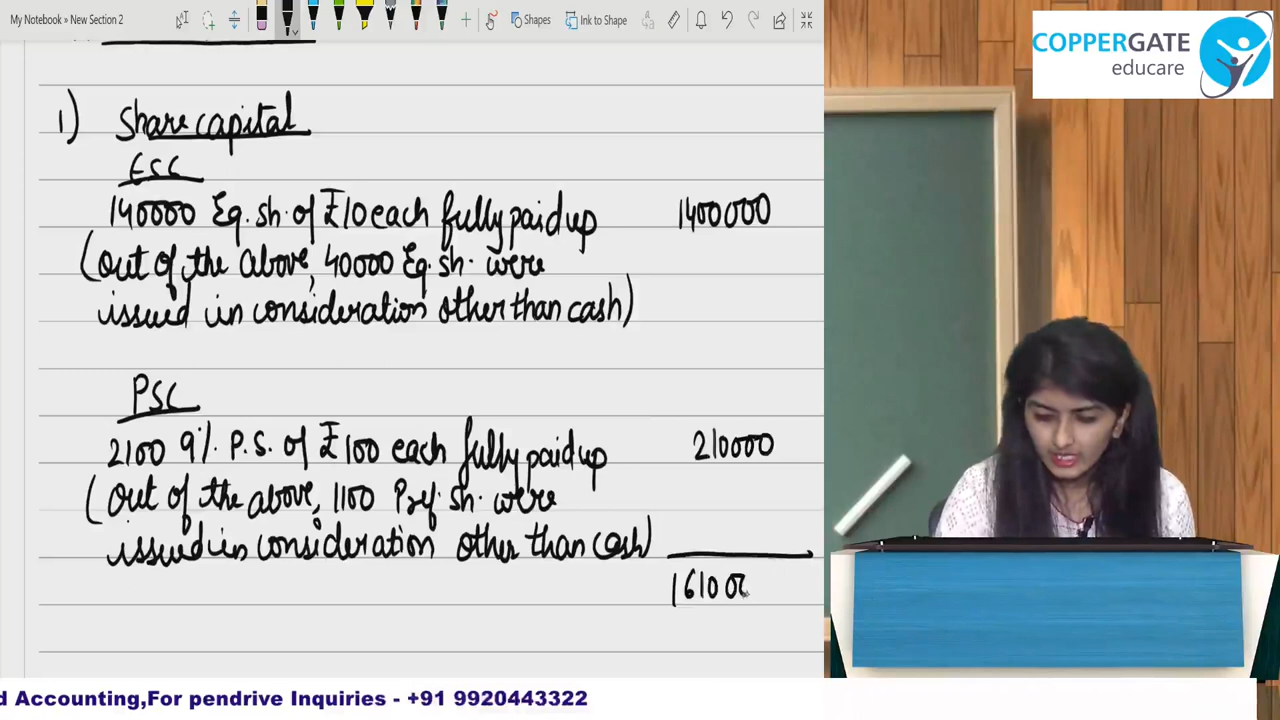 My Notebook » New Section 2
Shapes
Ink to Shape
COPPERGATE
educare
1) Share capital
ESC
140000 Eq. sh. of ₹10 each fully paid up 1400000
(out of the above, 40000 Eq. sh. were
issued in consideration other than cash)
PSC
2100 9% P.S. of ₹100 each fully paid up 210000
(out of the above, 1100 Pref. sh. were
issued in consideration other than cash)
161000
d Accounting,For pendrive Inquiries - +91 9920443322